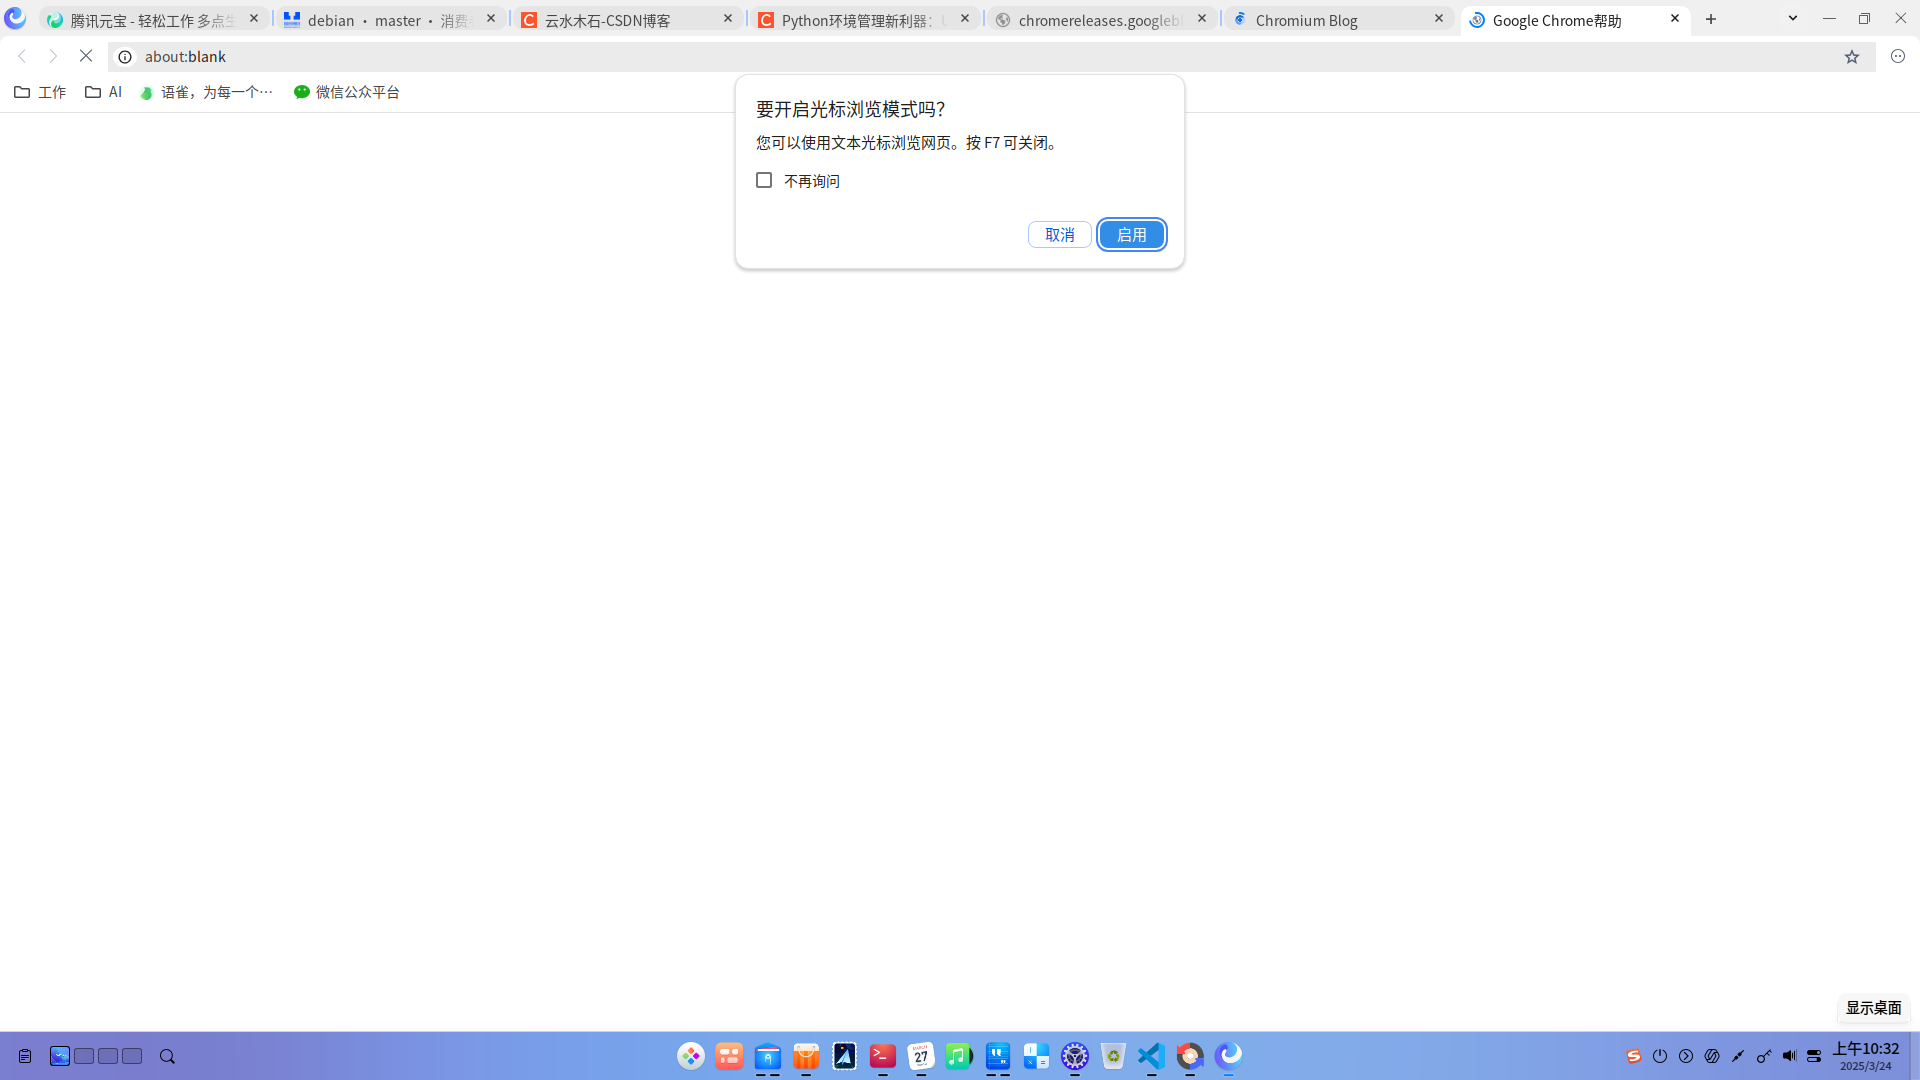 腾讯元宝 - 轻松工作 多点
debian · master · 消费
云水木石-CSDN博客
Python环境管理新利器：
chromereleases.googleb
Chromium Blog
Google Chrome帮助
about:blank
工作
AI
语雀，为每一个…
微信公众平台
要开启光标浏览模式吗？
您可以使用文本光标浏览网页。按 F7 可关闭。
不再询问
取消
启用
显示桌面
27
上午10:32
2025/3/24